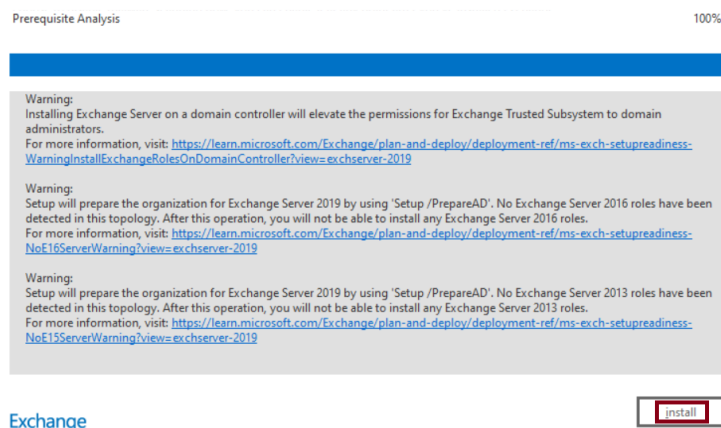 Prerequisite Analysis 100%
Warning:
Installing Exchange Server on a domain controller will elevate the permissions for Exchange Trusted Subsystem to domain
administrators.
For more information, visit: https://learn.microsoft.com/Exchange/plan-and-deploy/deployment-ref/ms-exch-setupreadiness-
WarningInstallExchangeRolesOnDomainController?view=exchserver-2019
Warning:
Setup will prepare the organization for Exchange Server 2019 by using 'Setup /PrepareAD'. No Exchange Server 2016 roles have been
detected in this topology. After this operation, you will not be able to install any Exchange Server 2016 roles.
For more information, visit: https://learn.microsoft.com/Exchange/plan-and-deploy/deployment-ref/ms-exch-setupreadiness-
NoE16ServerWarning?view=exchserver-2019
Warning:
Setup will prepare the organization for Exchange Server 2019 by using 'Setup /PrepareAD'. No Exchange Server 2013 roles have been
detected in this topology. After this operation, you will not be able to install any Exchange Server 2013 roles.
For more information, visit: https://learn.microsoft.com/Exchange/plan-and-deploy/deployment-ref/ms-exch-setupreadiness-
NoE15ServerWarning?view=exchserver-2019
install
Exchange